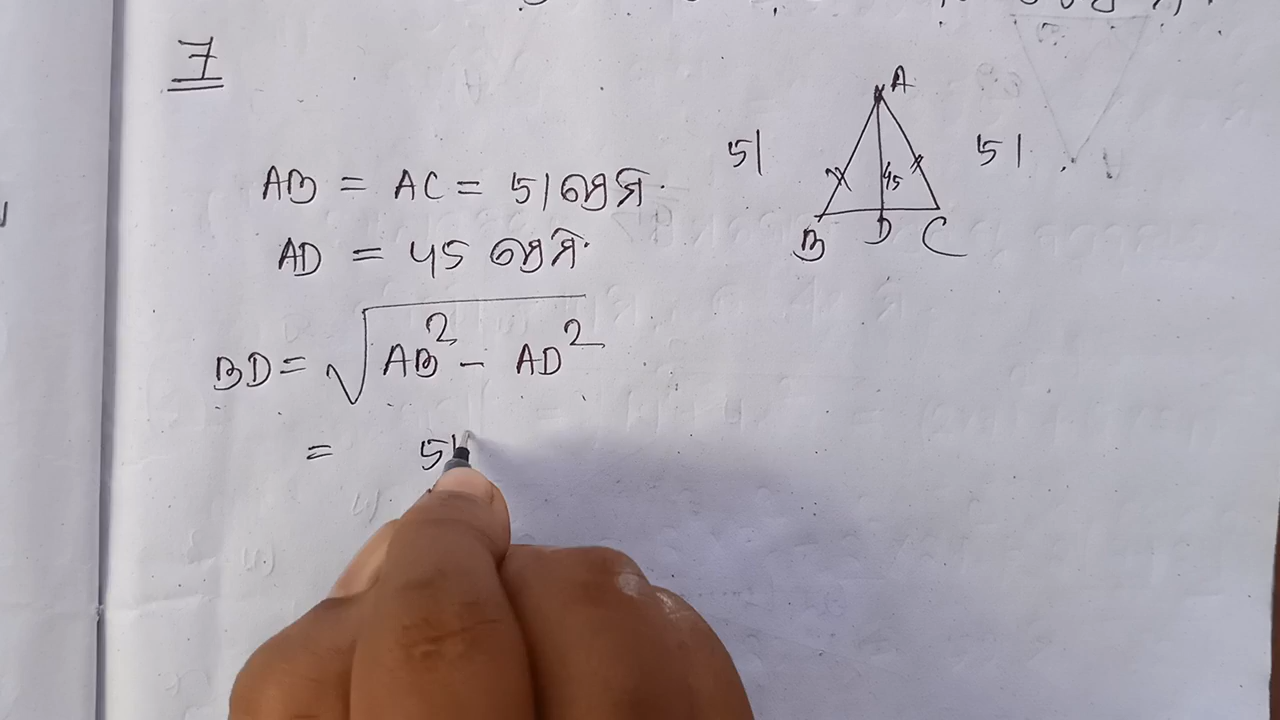 7
A
51 51
AB = AC = 51 ସେମି.
45
AD = 45 ସେମି.
B D C
BD = √AB² - AD²
= 51